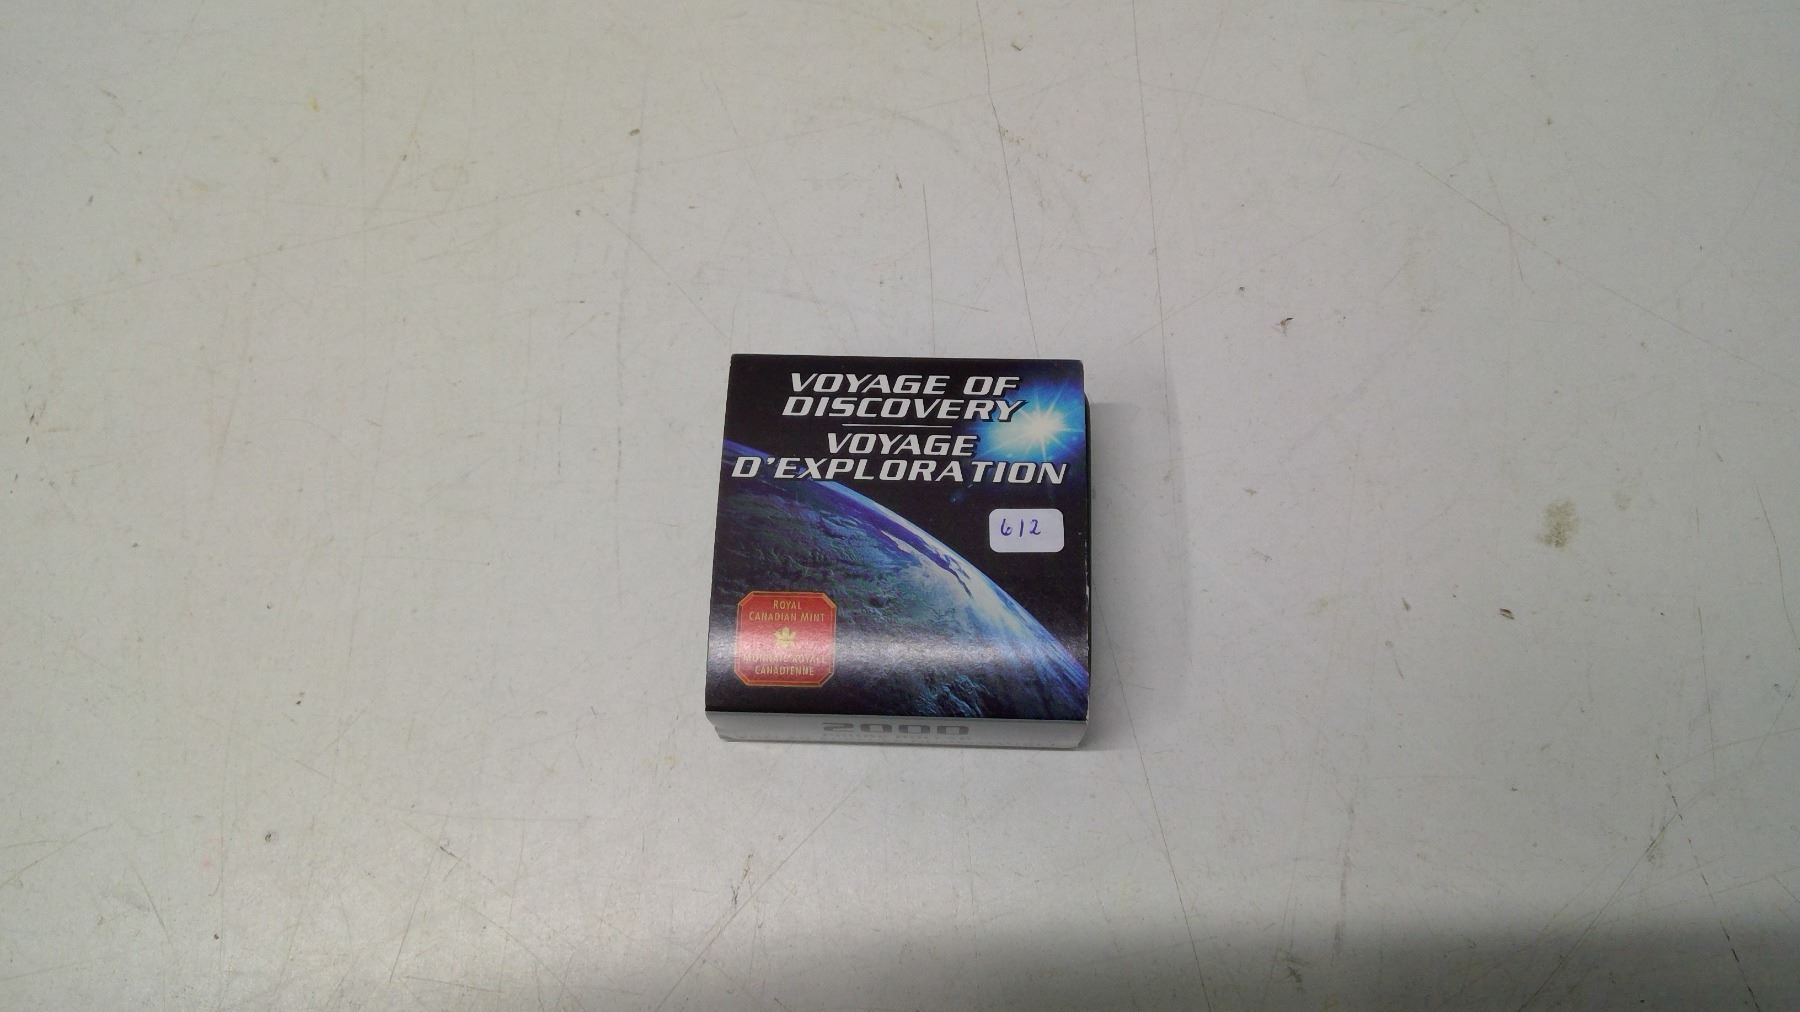 VOYAGE OF
DISCOVERY
VOYAGE
D'EXPLORATION
612
ROYAL
CANADIAN MINT
MONNAIE ROYALE
CANADIENNE
2000